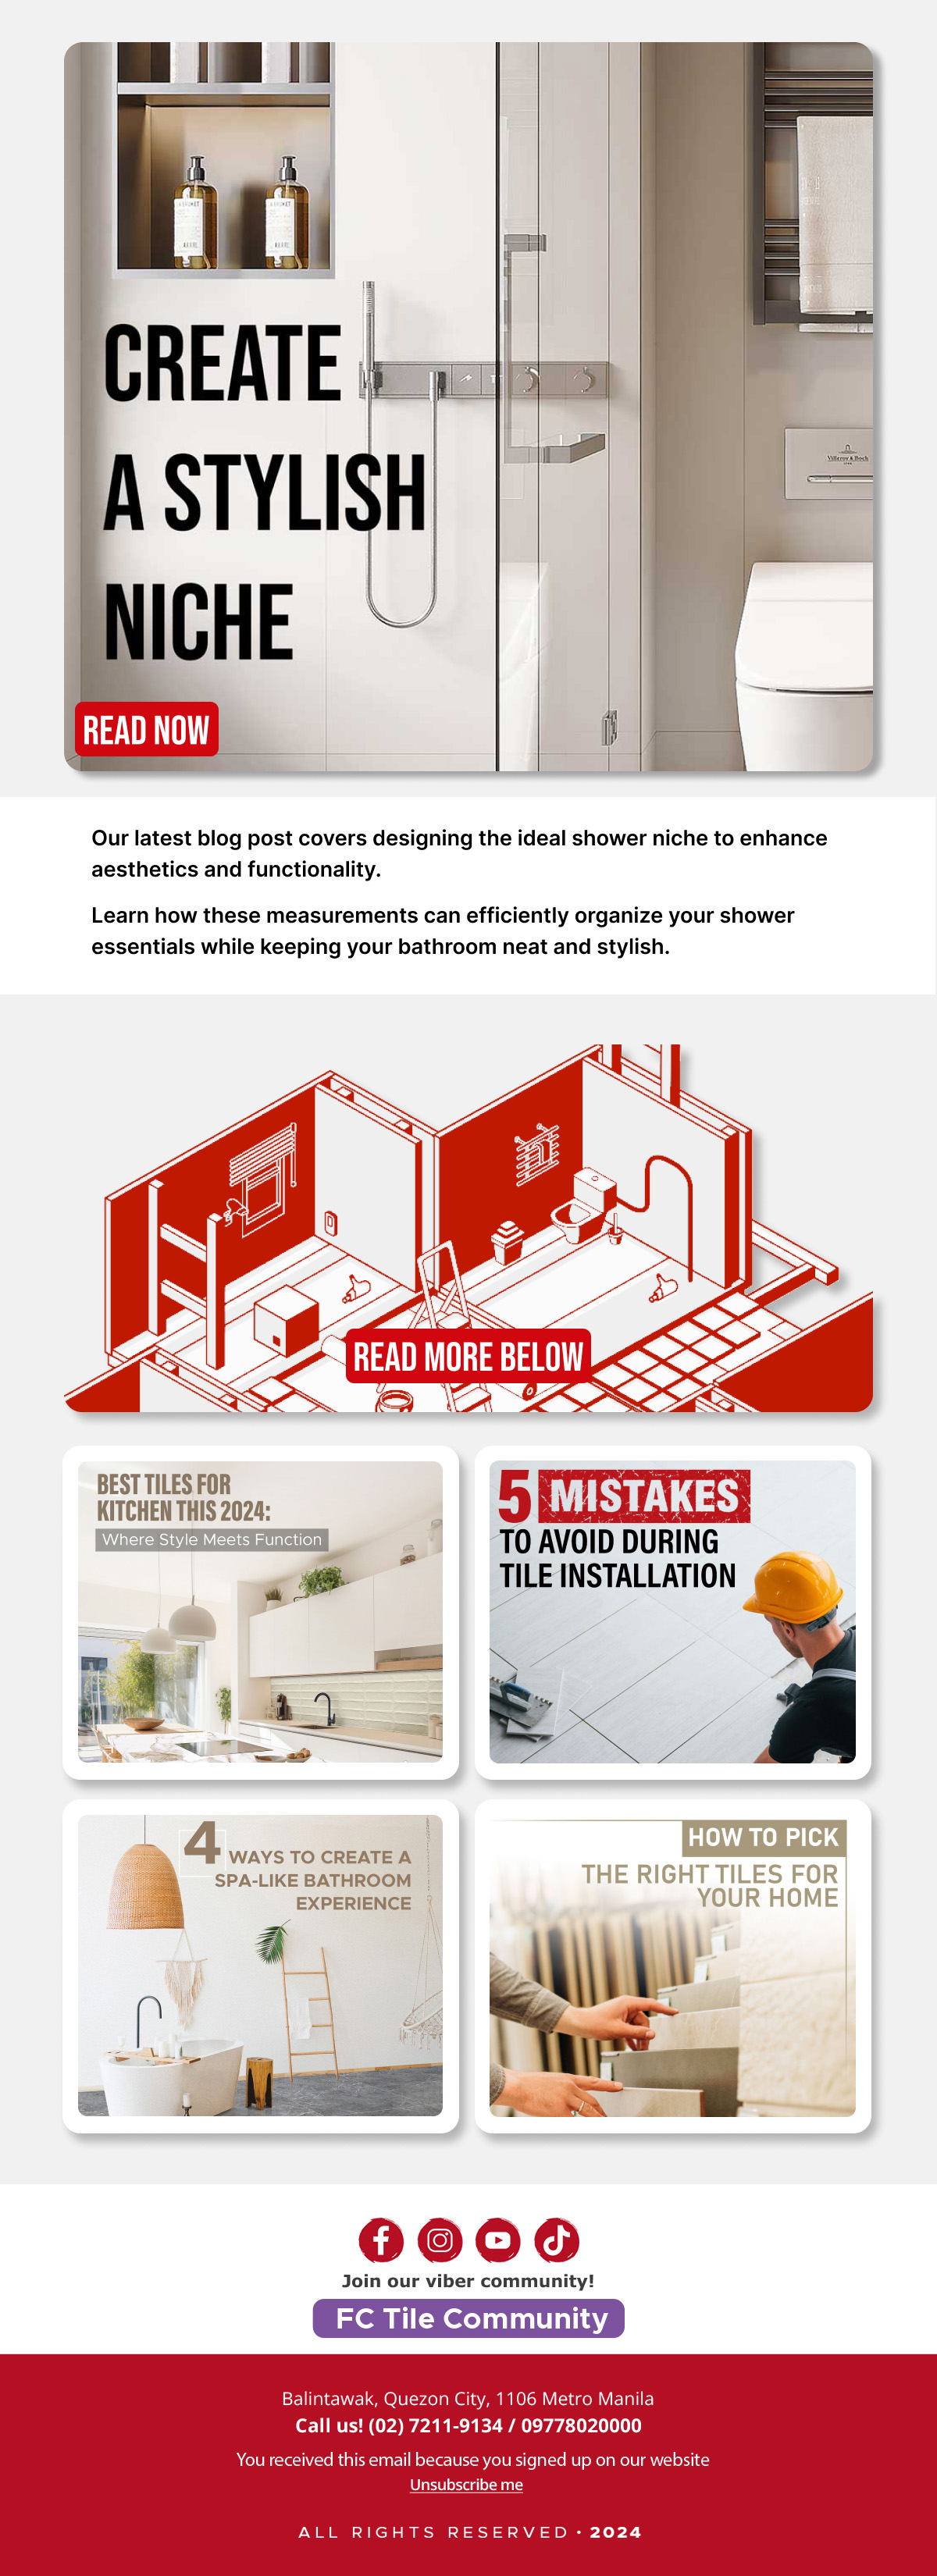 CREATE
A STYLISH
NICHE
READ NOW
Villeroy & Boch
Our latest blog post covers designing the ideal shower niche to enhance
aesthetics and functionality.
Learn how these measurements can efficiently organize your shower
essentials while keeping your bathroom neat and stylish.
READ MORE BELOW
BEST TILES FOR
KITCHEN THIS 2024:
Where Style Meets Function
5 MISTAKES
TO AVOID DURING
TILE INSTALLATION
4 WAYS TO CREATE A
SPA-LIKE BATHROOM
EXPERIENCE
HOW TO PICK
THE RIGHT TILES FOR
YOUR HOME
Join our viber community!
FC Tile Community
Balintawak, Quezon City, 1106 Metro Manila
Call us! (02) 7211-9134 / 09778020000
You received this email because you signed up on our website
Unsubscribe me
ALL RIGHTS RESERVED • 2024